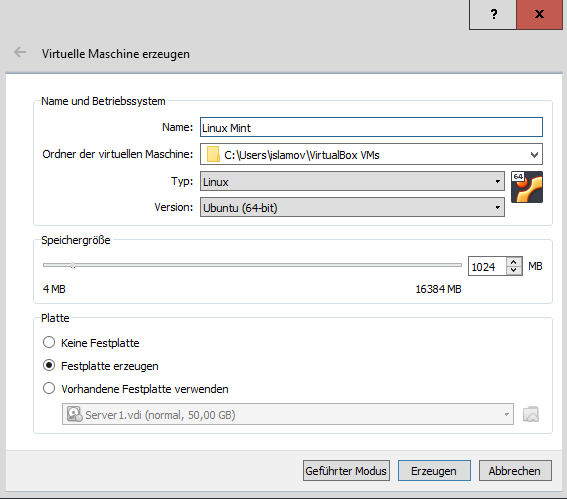 ?
x
Virtuelle Maschine erzeugen
Name und Betriebssystem
Name: Linux Mint
Ordner der virtuellen Maschine: C:\Users\islamov\VirtualBox VMs
Typ: Linux
64
Version: Ubuntu (64-bit)
Speichergröße
1024 MB
4 MB 16384 MB
Platte
Keine Festplatte
Festplatte erzeugen
Vorhandene Festplatte verwenden
Server1.vdi (normal, 50,00 GB)
Geführter Modus Erzeugen Abbrechen